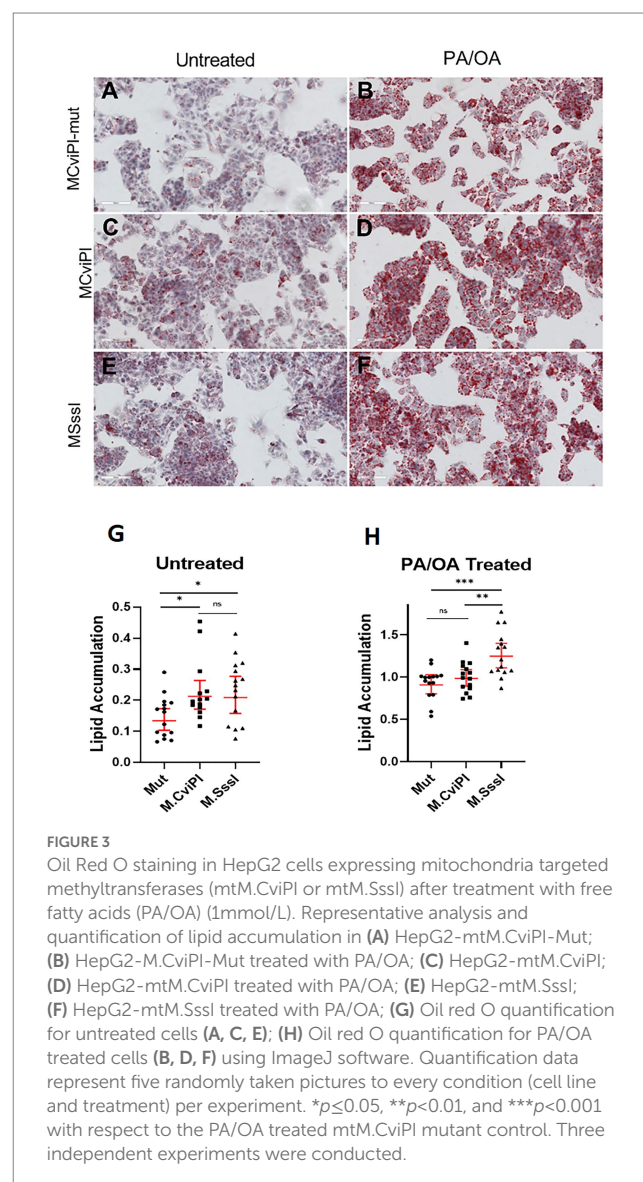 Untreated
PA/OA
MCviPI-mut
A
B
MCviPI
C
D
MSssI
E
F
G
Untreated
Lipid Accumulation
0.5
0.4
0.3
0.2
0.1
0.0
*
*
ns
Mut
M.CviPI
M.SssI
H
PA/OA Treated
Lipid Accumulation
1.5
1.0
0.5
0.0
***
ns
**
Mut
M.CviPI
M.SssI
FIGURE 3
Oil Red O staining in HepG2 cells expressing mitochondria targeted
methyltransferases (mtM.CviPI or mtM.SssI) after treatment with free
fatty acids (PA/OA) (1mmol/L). Representative analysis and
quantification of lipid accumulation in (A) HepG2-mtM.CviPI-Mut;
(B) HepG2-M.CviPI-Mut treated with PA/OA; (C) HepG2-mtM.CviPI;
(D) HepG2-mtM.CviPI treated with PA/OA; (E) HepG2-mtM.SssI;
(F) HepG2-mtM.SssI treated with PA/OA; (G) Oil red O quantification
for untreated cells (A, C, E); (H) Oil red O quantification for PA/OA
treated cells (B, D, F) using ImageJ software. Quantification data
represent five randomly taken pictures to every condition (cell line
and treatment) per experiment. *p≤0.05, **p<0.01, and ***p<0.001
with respect to the PA/OA treated mtM.CviPI mutant control. Three
independent experiments were conducted.